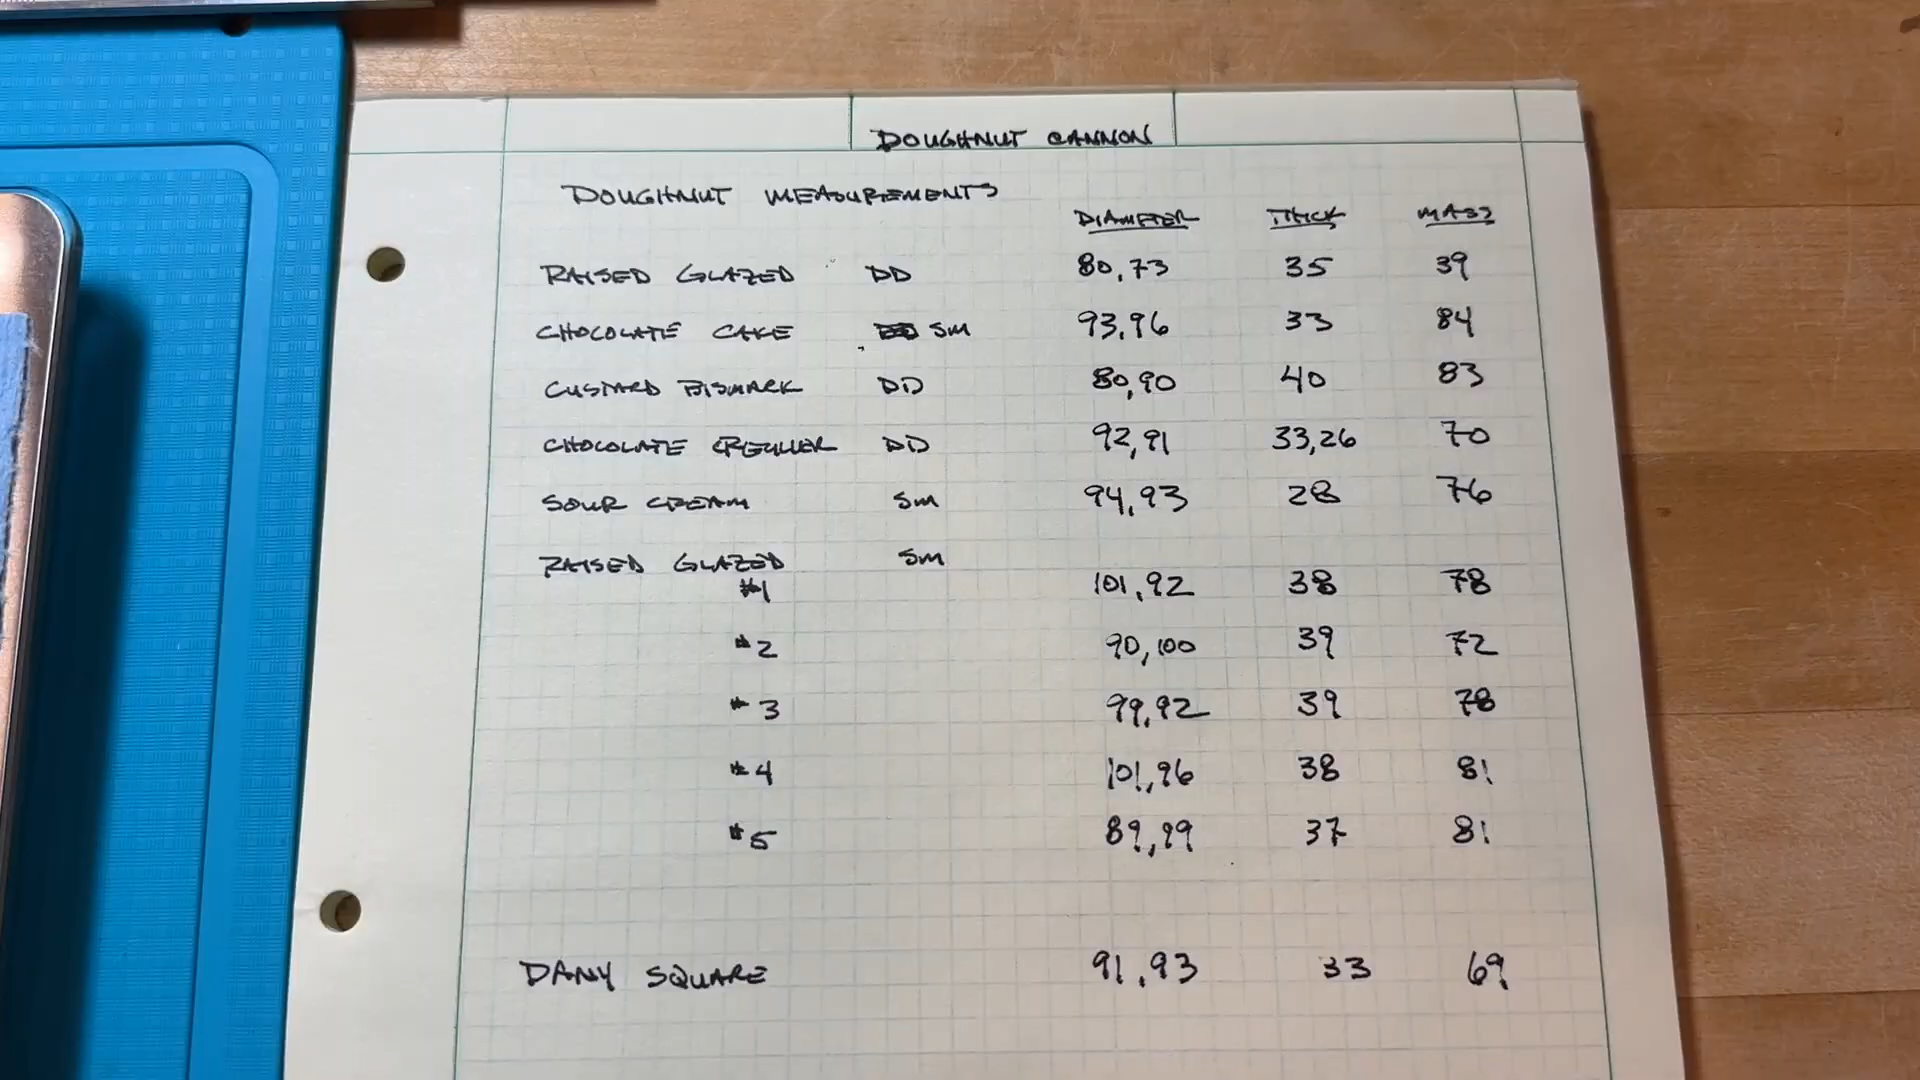 DOUGHNUT CANNON
DOUGHNUT MEASUREMENTS
DIAMETER THICK MASS
RAISED GLAZED DD 80,73 35 39
CHOCOLATE CAKE SM 93,96 33 84
CUSTARD BISMARK DD 80,90 40 83
CHOCOLATE CREULLER DD 92,91 33,26 70
SOUR CREAM SM 94,93 28 76
RAISED GLAZED SM
#1 101,92 38 78
#2 90,100 39 72
#3 99,92 39 78
#4 101,96 38 81
#5 89,99 37 81
DANY SQUARE 91,93 33 69